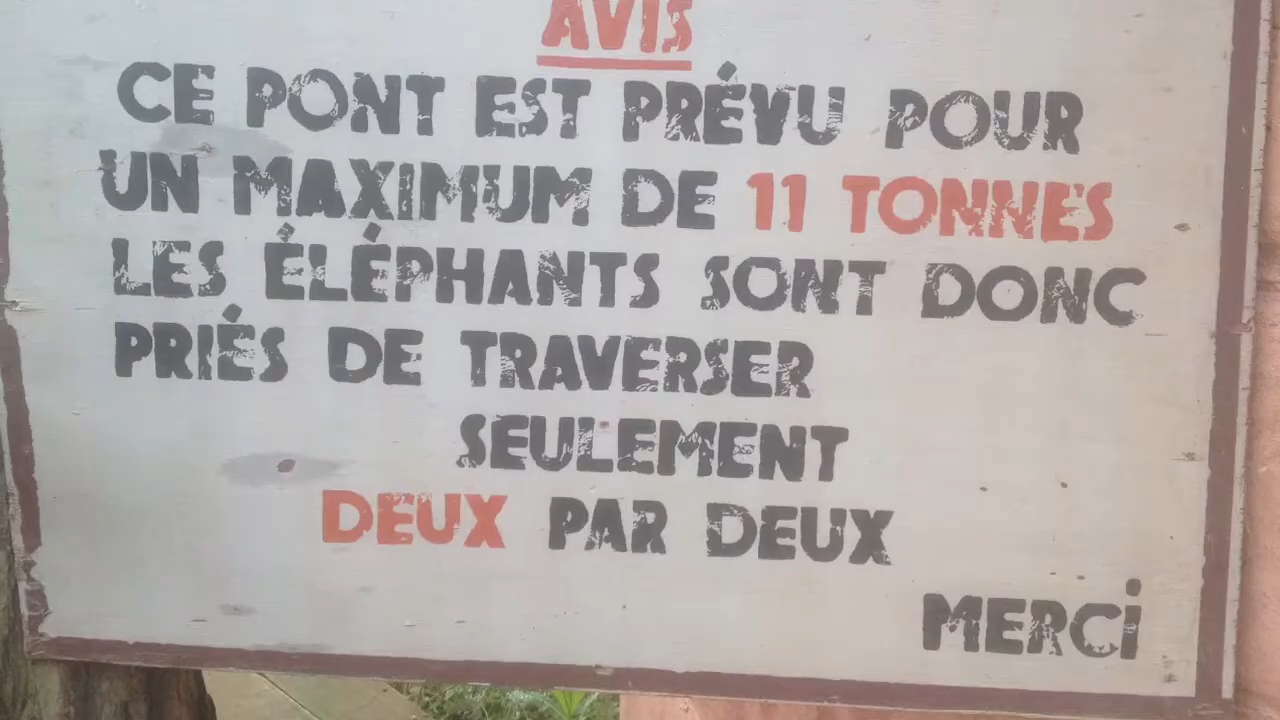 AVIS
CE PONT EST PRÉVU POUR
UN MAXIMUM DE 11 TONNES
LES ÉLÉPHANTS SONT DONC
PRIÉS DE TRAVERSER
SEULEMENT
DEUX PAR DEUX
MERCi